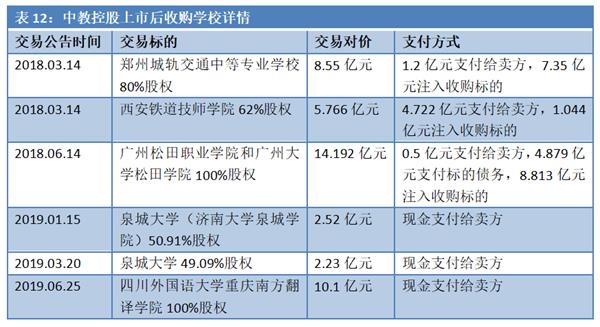 表 12：中教控股上市后收购学校详情
交易公告时间 交易标的 交易对价 支付方式
2018.03.14 郑州城轨交通中等专业学校 8.55 亿元 1.2 亿元支付给卖方，7.35 亿
80%股权 元注入收购标的
2018.03.14 西安铁道技师学院 62%股权 5.766 亿元 4.722 亿元支付给卖方，1.044
亿元注入收购标的
2018.06.14 广州松田职业学院和广州大 14.192 亿元 0.5 亿元支付给卖方，4.879 亿
学松田学院 100%股权 元支付标的债务，8.813 亿元
注入收购标的
2019.01.15 泉城大学（济南大学泉城学 2.52 亿元 现金支付给卖方
院）50.91%股权
2019.03.20 泉城大学 49.09%股权 2.23 亿元 现金支付给卖方
2019.06.25 四川外国语大学重庆南方翻 10.1 亿元 现金支付给卖方
译学院 100%股权